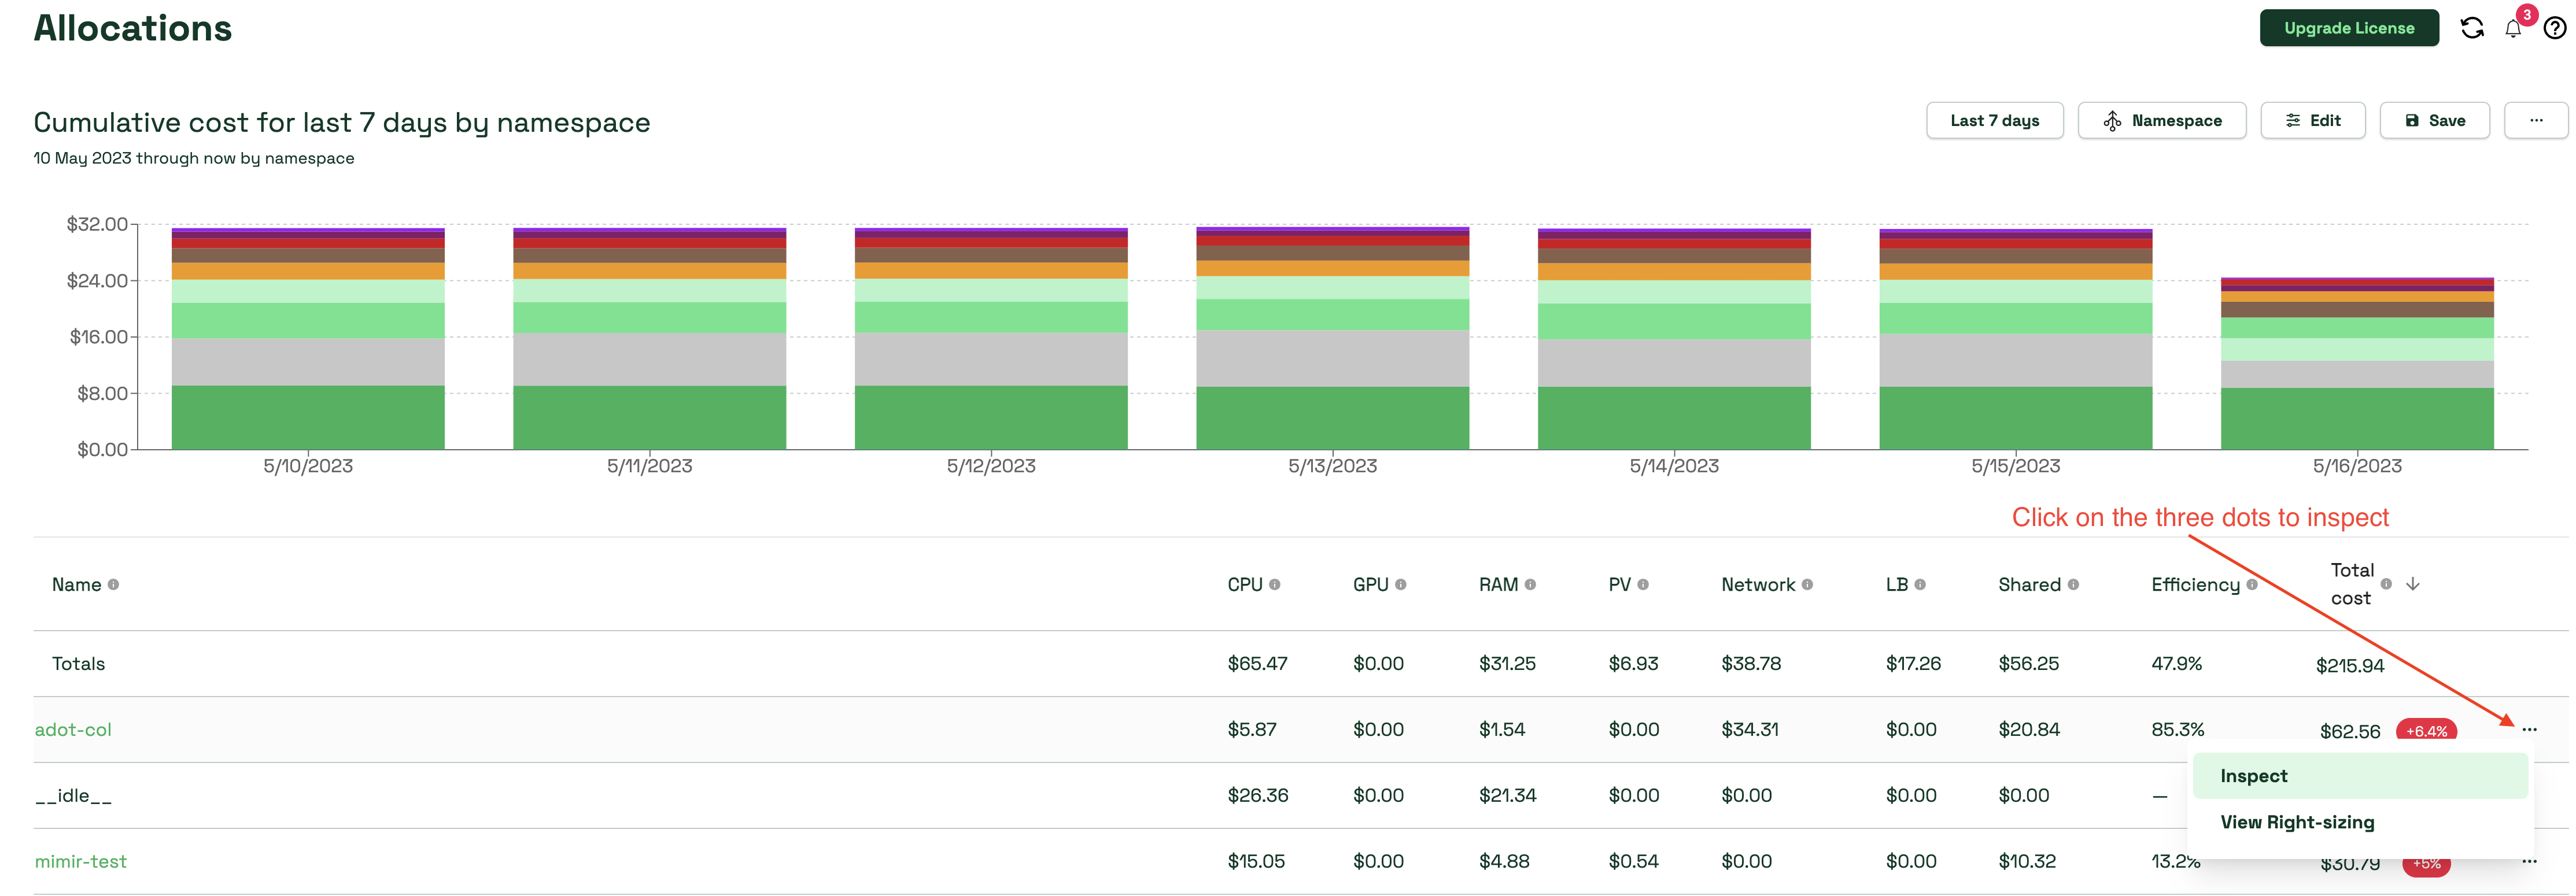 Allocations
Upgrade License
3
Cumulative cost for last 7 days by namespace
Last 7 days
Namespace
Edit
Save
...
10 May 2023 through now by namespace
$32.00
$24.00
$16.00
$8.00
$0.00
5/10/2023 5/11/2023 5/12/2023 5/13/2023 5/14/2023 5/15/2023 5/16/2023
Click on the three dots to inspect
Name CPU GPU RAM PV Network LB Shared Efficiency Total cost
Totals $65.47 $0.00 $31.25 $6.93 $38.78 $17.26 $56.25 47.9% $215.94
adot-col $5.87 $0.00 $1.54 $0.00 $34.31 $0.00 $20.84 85.3% $62.56 +6.4% ...
Inspect
__idle__ $26.36 $0.00 $21.34 $0.00 $0.00 $0.00 $0.00 —
View Right-sizing
mimir-test $15.05 $0.00 $4.88 $0.54 $0.00 $0.00 $10.32 13.2% $30.79 +5% ...